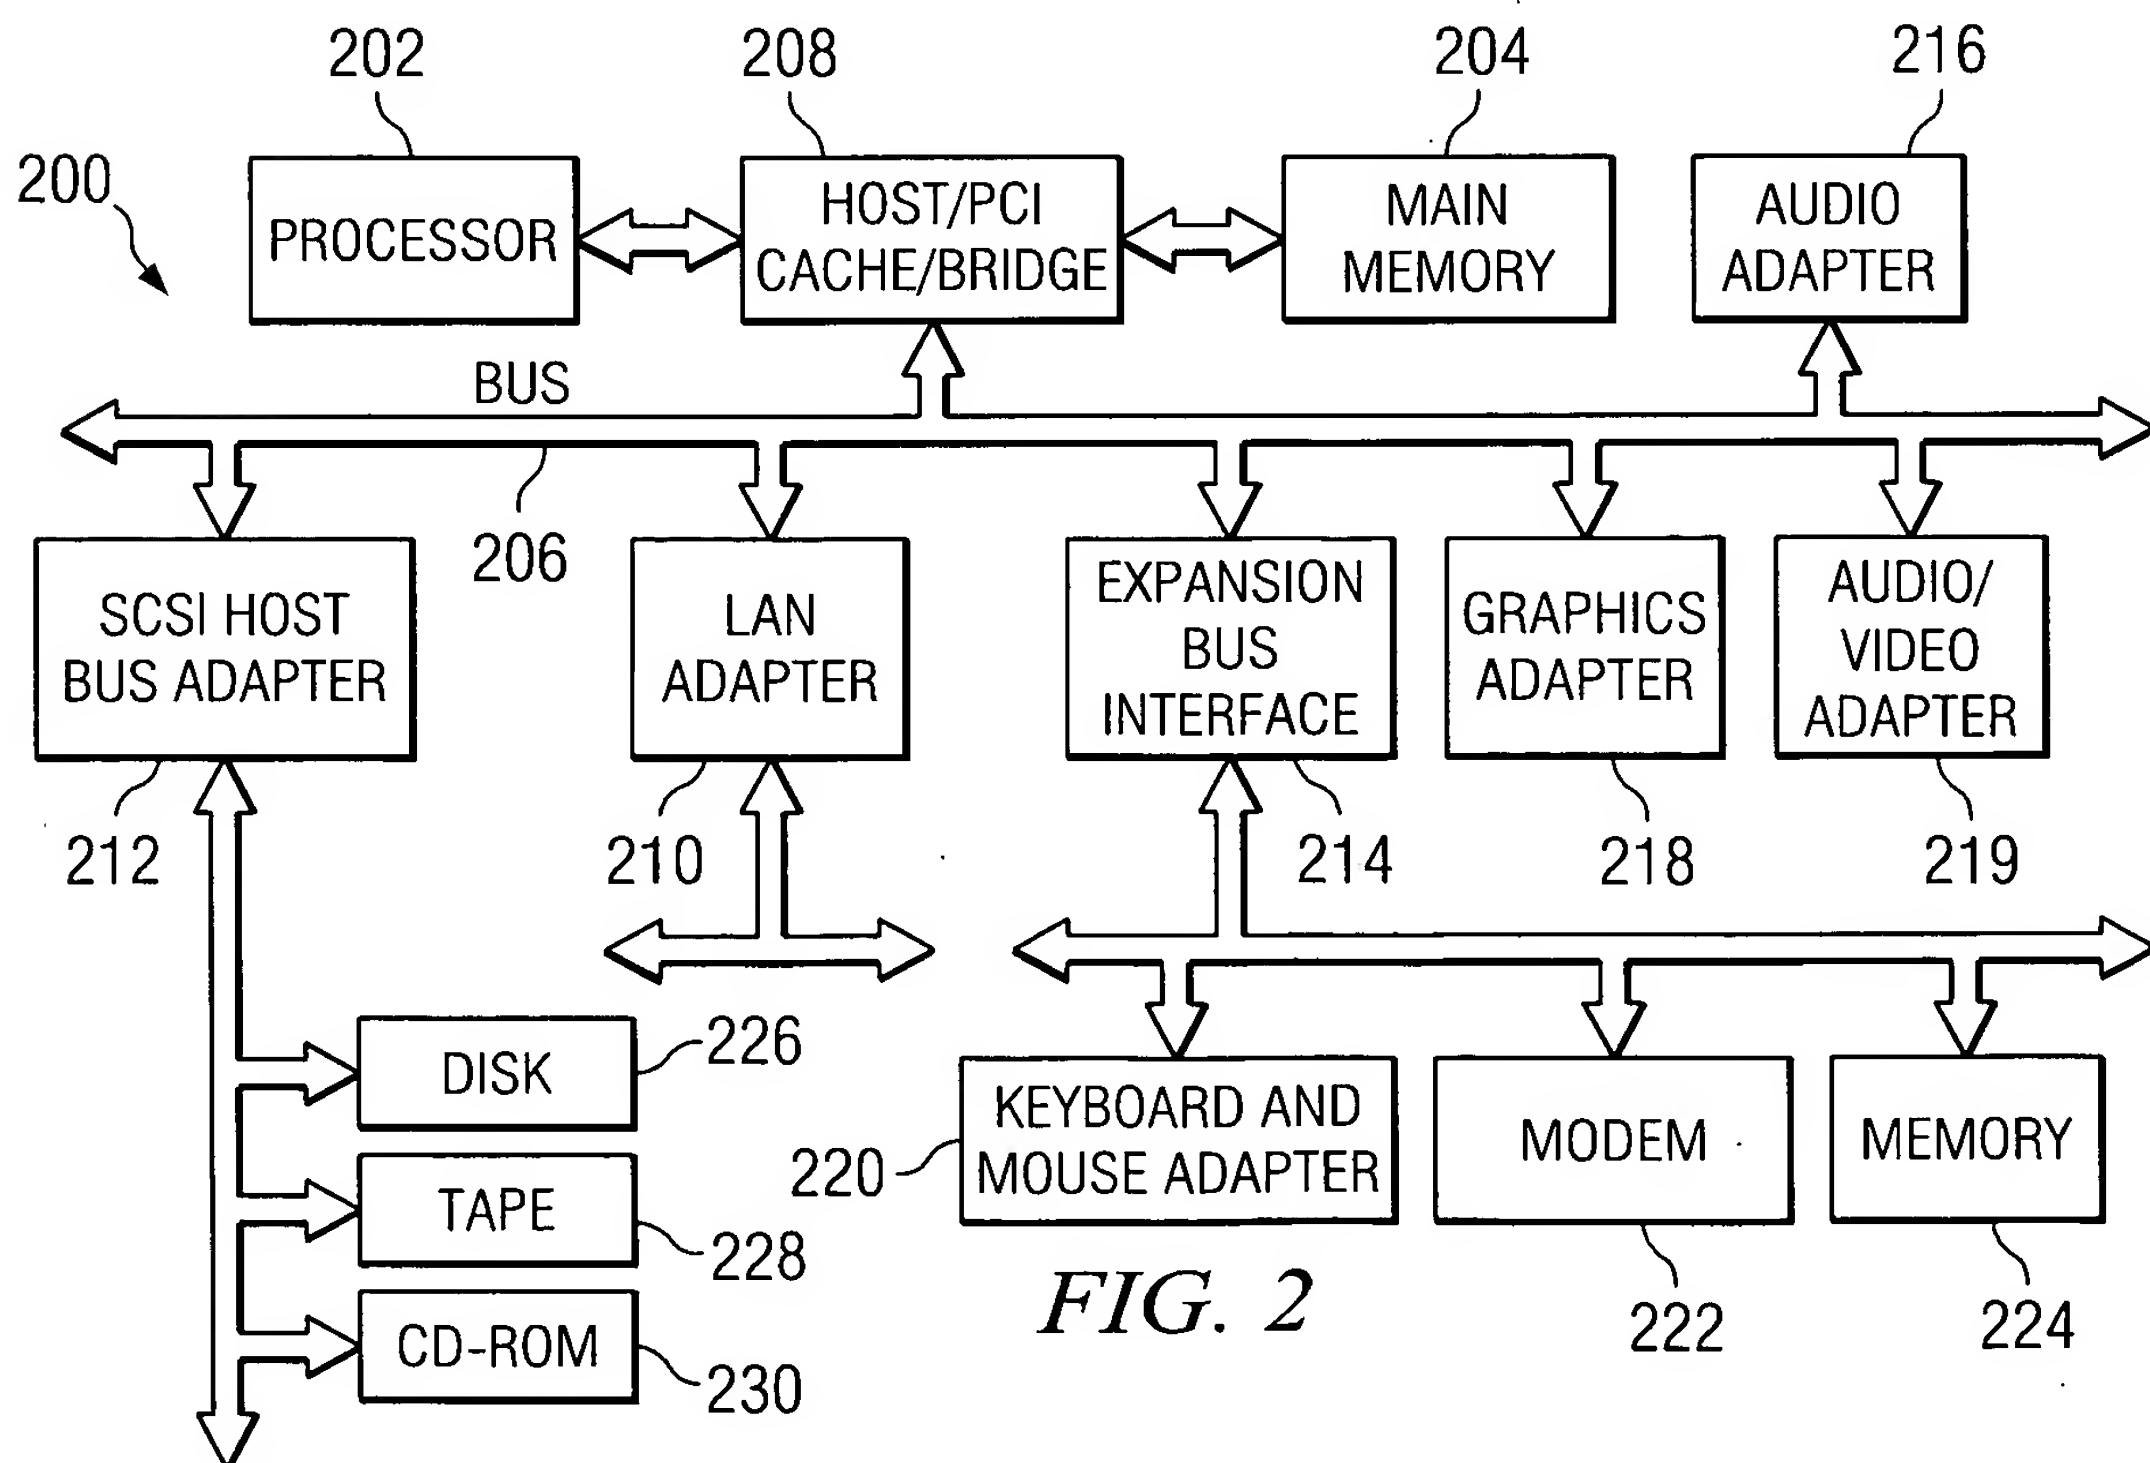 202
208
204
216
200
PROCESSOR
HOST/PCI
CACHE/BRIDGE
MAIN
MEMORY
AUDIO
ADAPTER
BUS
206
SCSI HOST
BUS ADAPTER
LAN
ADAPTER
EXPANSION
BUS
INTERFACE
GRAPHICS
ADAPTER
AUDIO/
VIDEO
ADAPTER
212
210
214
218
219
DISK
226
TAPE
228
CD-ROM
230
220
KEYBOARD AND
MOUSE ADAPTER
MODEM
MEMORY
222
224
FIG. 2